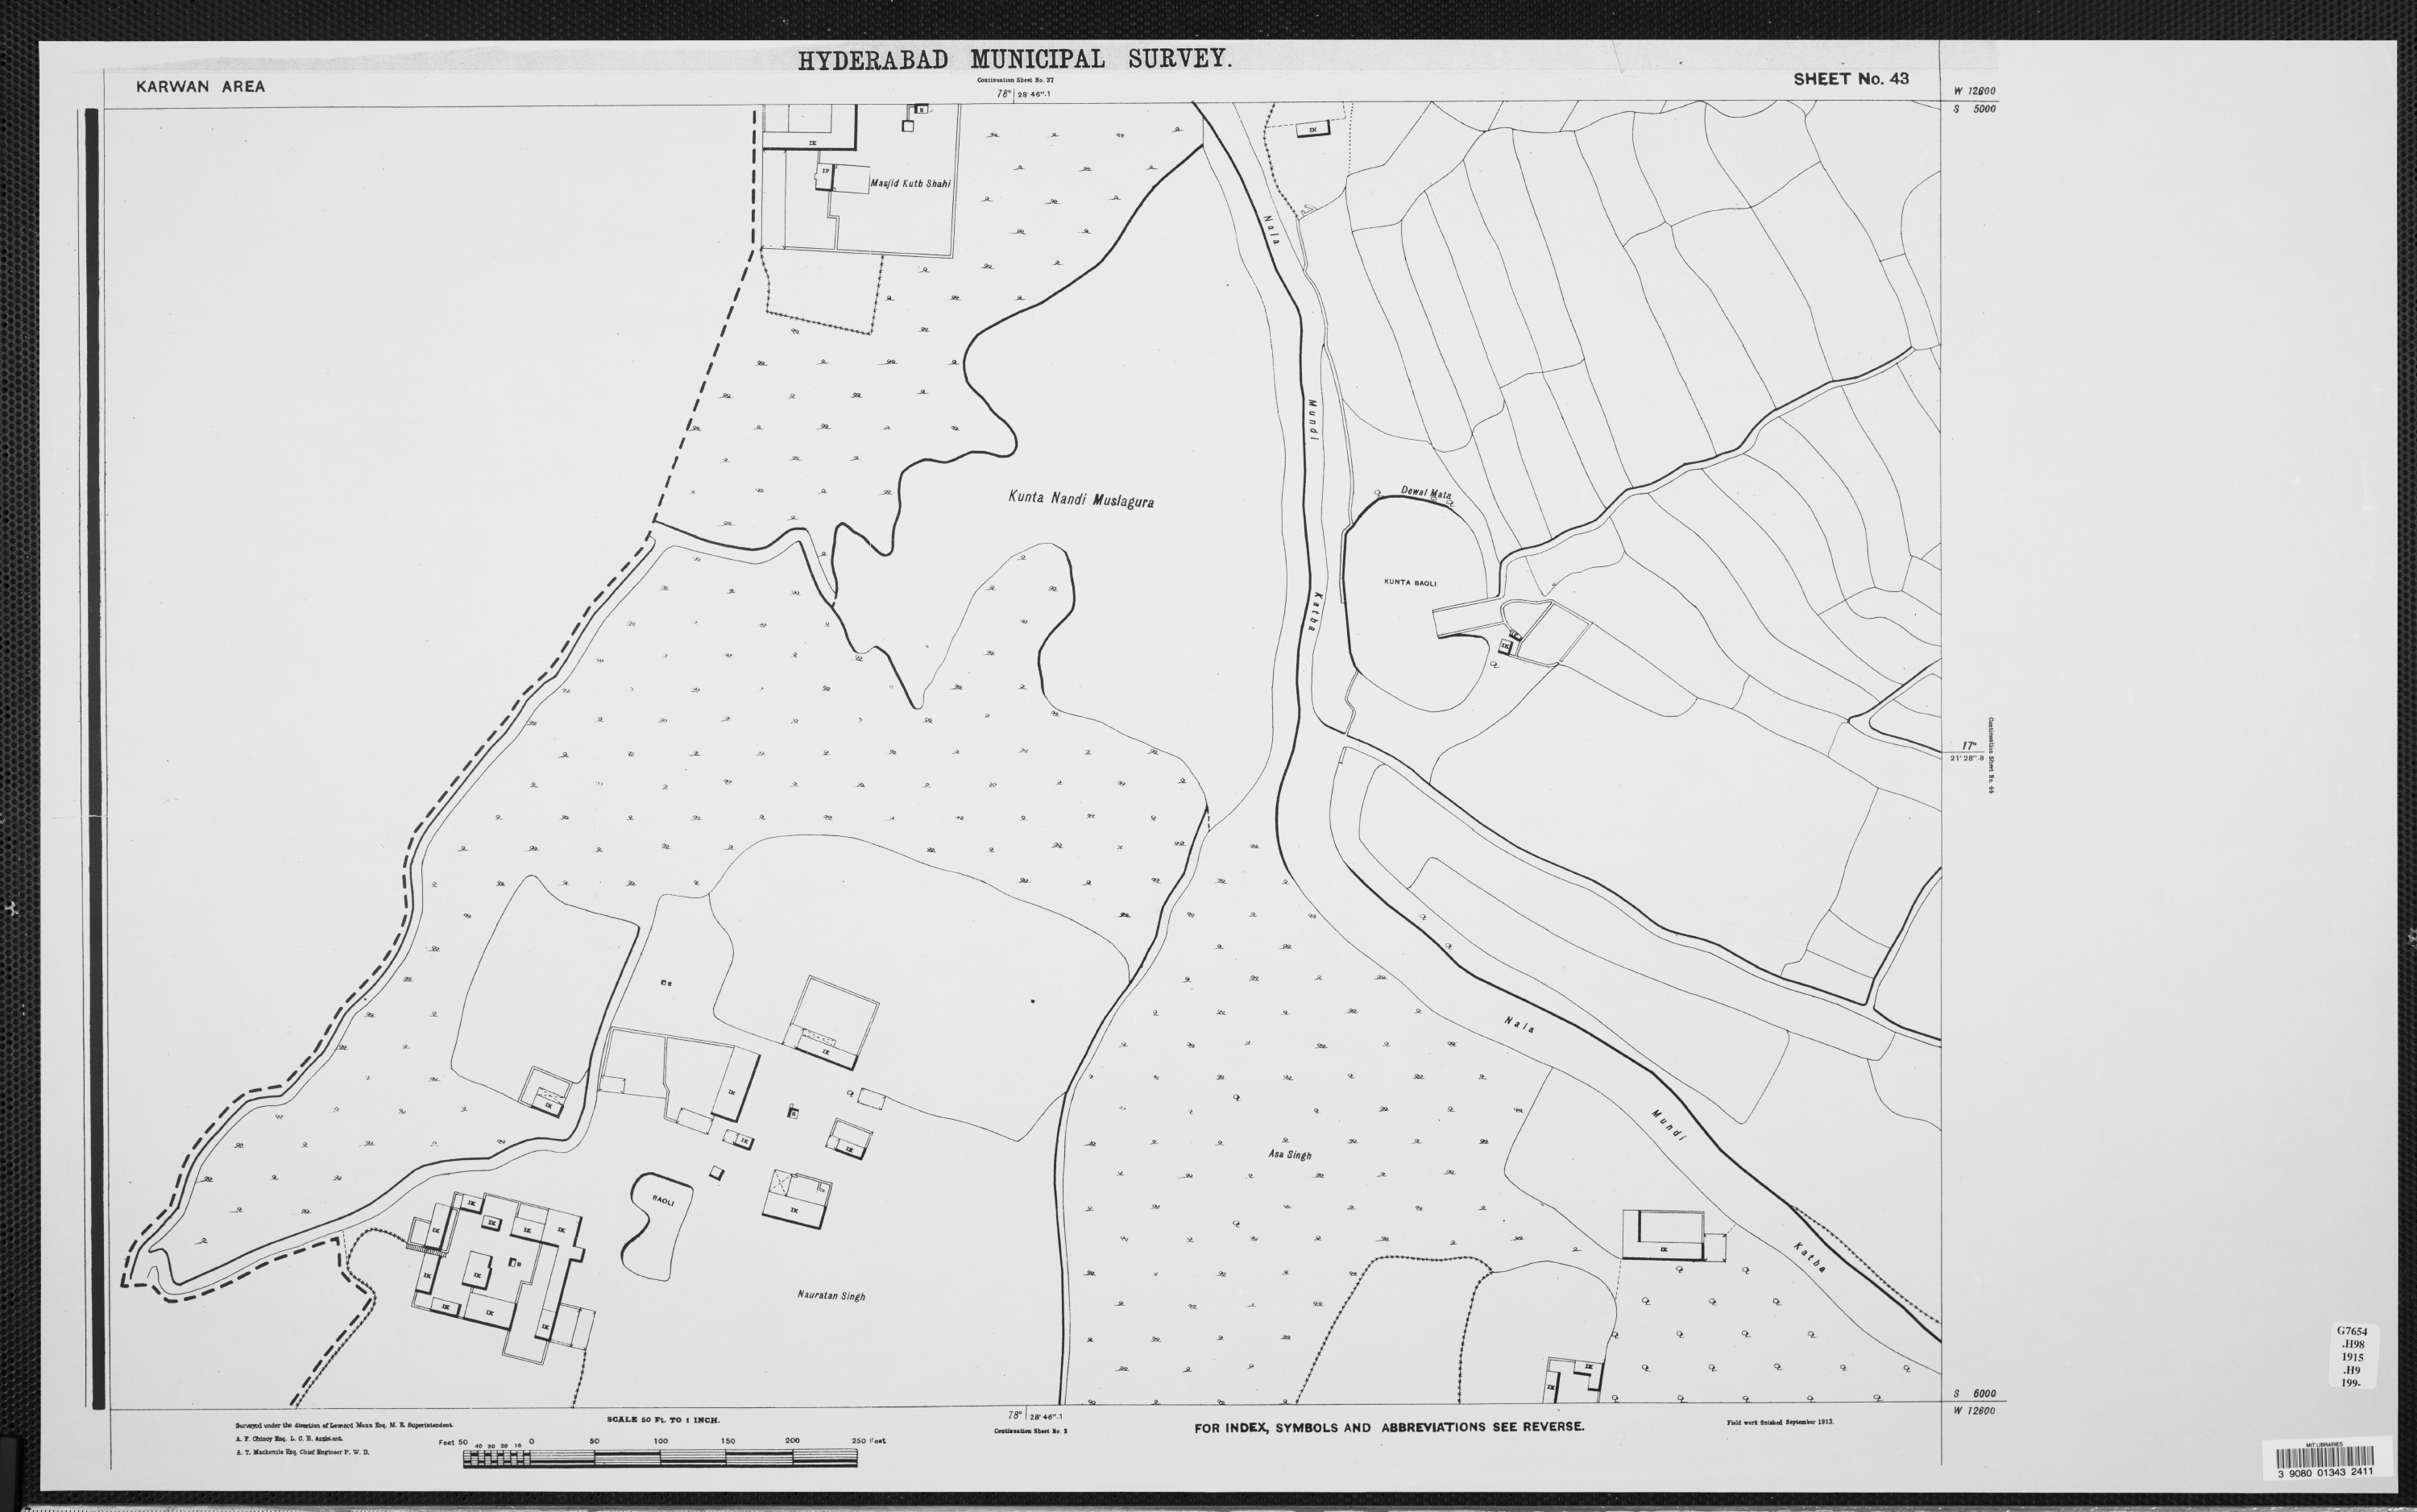 HYDERABAD MUNICIPAL SURVEY.
Continuation Sheet No. 37
78° 28' 46".1
KARWAN AREA
SHEET No. 43
W 12600
S 5000
IK
B
IK
IP
Masjid Kutb Shahi
Nala
Mundi
Katba
Kunta Nandi Muslagura
Dewal Mata
KUNTA BAOLI
IK
17°
21' 28".8
Continuation Sheet No. 44
B
IK
IK
IK
IK
B
IK
Nala
Mundi
Katba
Asa Singh
BAOLI
IK
IK
IK
IK
IK
IK
IK
B
IK
IK
IK
IK
IK
IK
IK
IK
Nauratan Singh
S 6000
W 12600
78° 28' 46".1
Surveyed under the direction of Leonard Munn Esq. M. E. Superintendent.
A. F. Chinoy Esq. L. C. E. Assistant.
A. T. Mackenzie Esq. Chief Engineer P. W. D.
SCALE 50 Ft. TO 1 INCH.
Feet 50 40 30 20 10 0 50 100 150 200 250 Feet
FOR INDEX, SYMBOLS AND ABBREVIATIONS SEE REVERSE.
Field work finished September 1913.
G7654
.H98
1915
.H9
199-
MIT LIBRARIES
3 9080 01343 2411